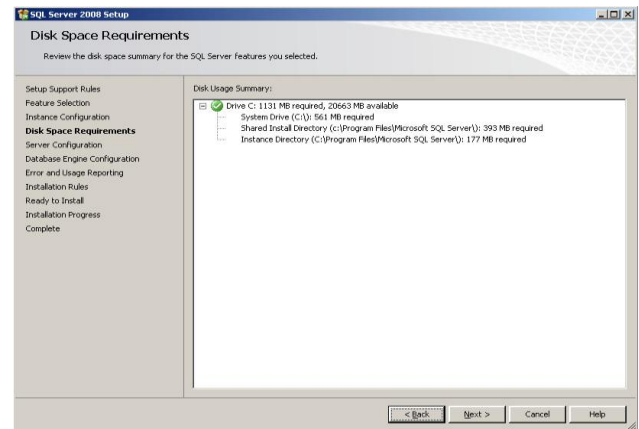 SQL Server 2008 Setup
Disk Space Requirements
Review the disk space summary for the SQL Server features you selected.
Setup Support Rules
Feature Selection
Instance Configuration
Disk Space Requirements
Server Configuration
Database Engine Configuration
Error and Usage Reporting
Installation Rules
Ready to Install
Installation Progress
Complete
Disk Usage Summary:
Drive C: 1131 MB required, 20663 MB available
System Drive (C:\): 561 MB required
Shared Install Directory (c:\Program Files\Microsoft SQL Server\): 393 MB required
Instance Directory (C:\Program Files\Microsoft SQL Server\): 177 MB required
< Back
Next >
Cancel
Help